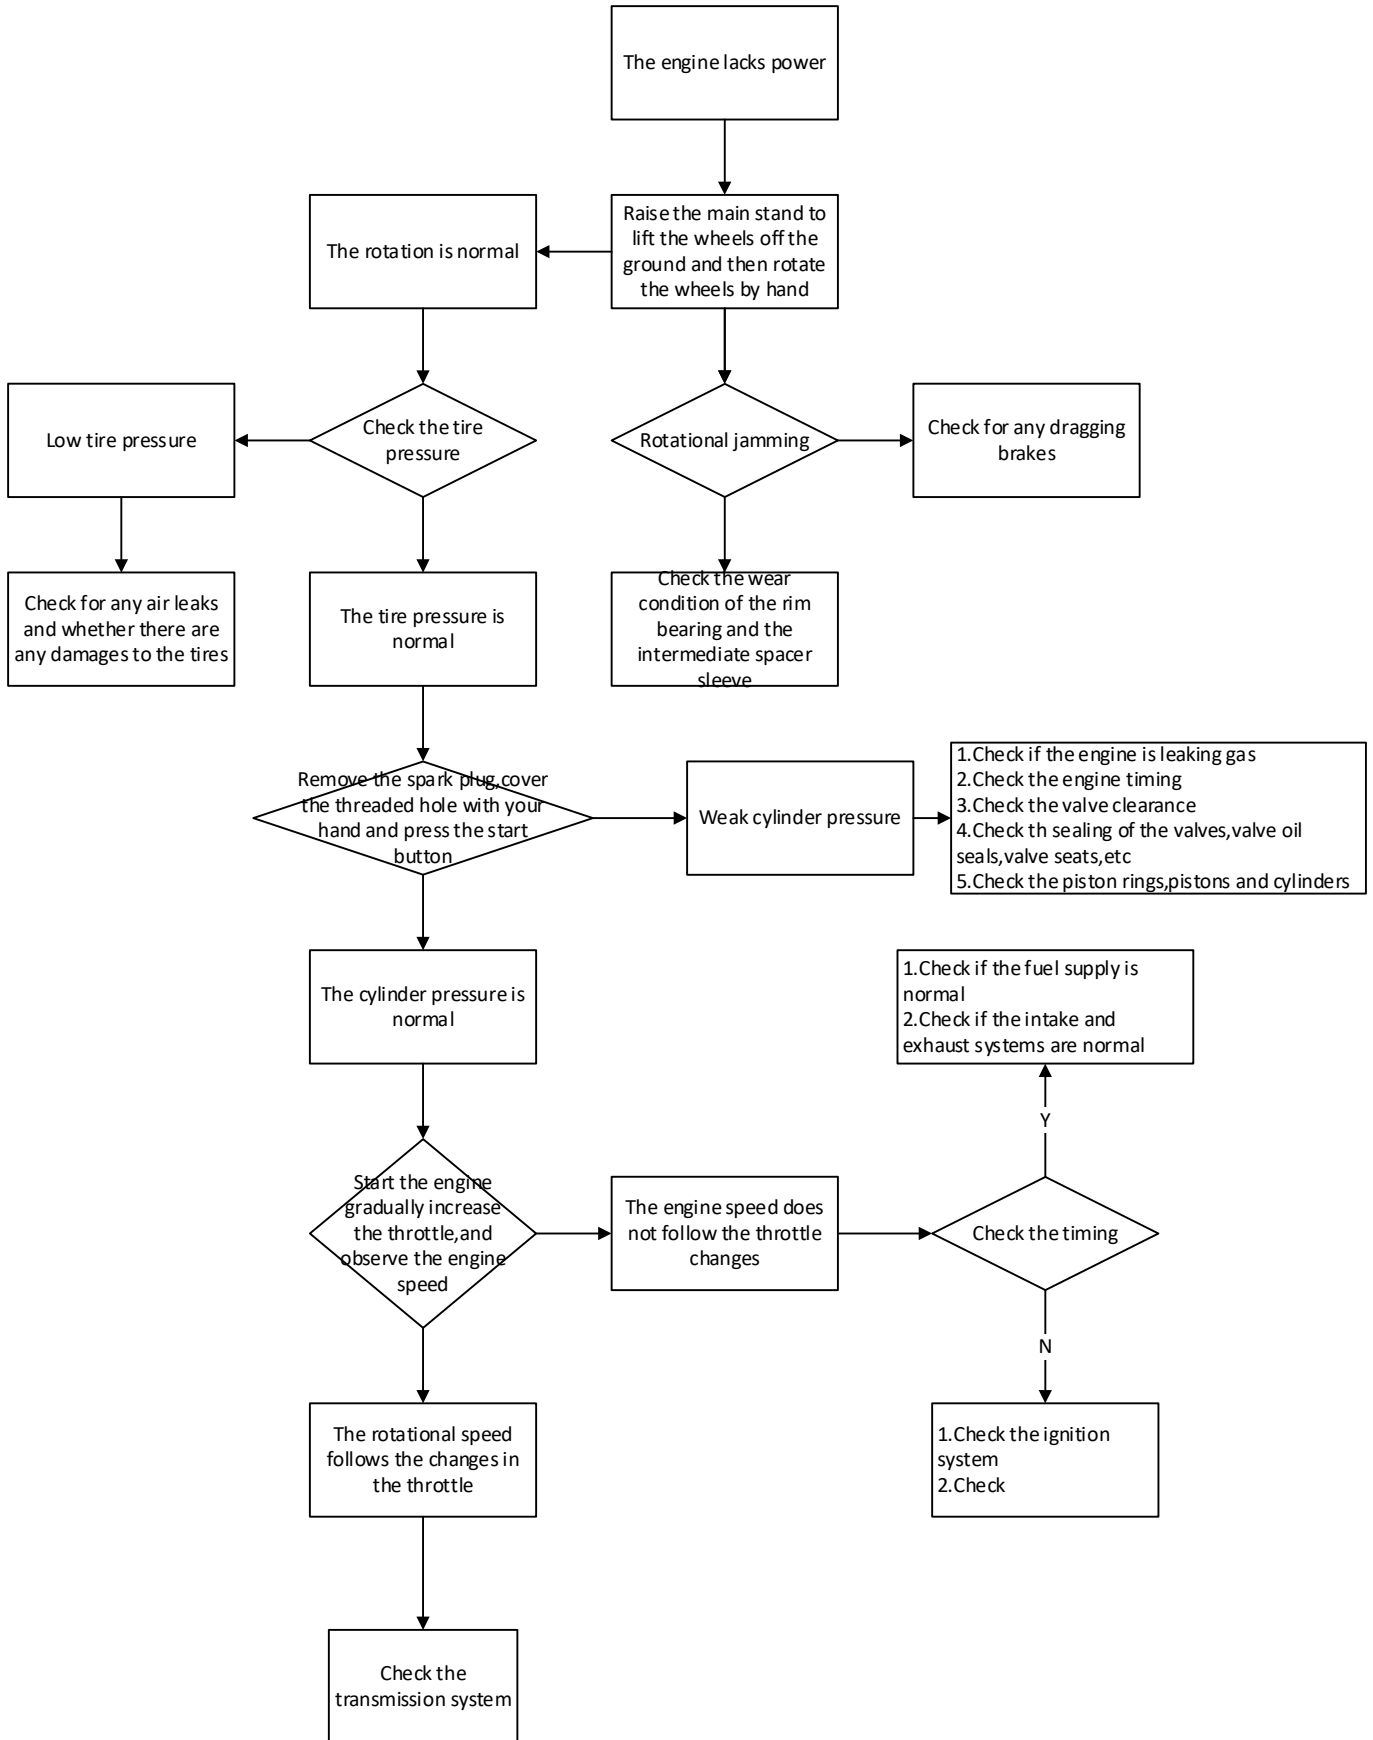 The engine lacks power
Raise the main stand to
lift the wheels off the
ground and then rotate
the wheels by hand
The rotation is normal
Low tire pressure
Check the tire
pressure
Rotational jamming
Check for any dragging
brakes
Check for any air leaks
and whether there are
any damages to the tires
The tire pressure is
normal
Check the wear
condition of the rim
bearing and the
intermediate spacer
sleeve
Remove the spark plug,cover
the threaded hole with your
hand and press the start
button
Weak cylinder pressure
1.Check if the engine is leaking gas
2.Check the engine timing
3.Check the valve clearance
4.Check th sealing of the valves,valve oil
seals,valve seats,etc
5.Check the piston rings,pistons and cylinders
The cylinder pressure is
normal
1.Check if the fuel supply is
normal
2.Check if the intake and
exhaust systems are normal
Y
Start the engine
gradually increase
the throttle,and
observe the engine
speed
The engine speed does
not follow the throttle
changes
Check the timing
N
The rotational speed
follows the changes in
the throttle
1.Check the ignition
system
2.Check
Check the
transmission system